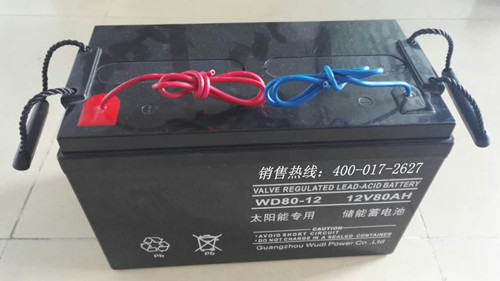 销售热线：400-017-2627
VALVE REGULATED LEAD-ACID BATTERY
WD80-12 12V80AH
太阳能专用 储能蓄电池
•AVOID SHORT CIRCUIT
•DO NOT CHARGE IN A SEALED CONTAINER
Guangzhou Wudi Power Co.,Ltd
Pb Pb